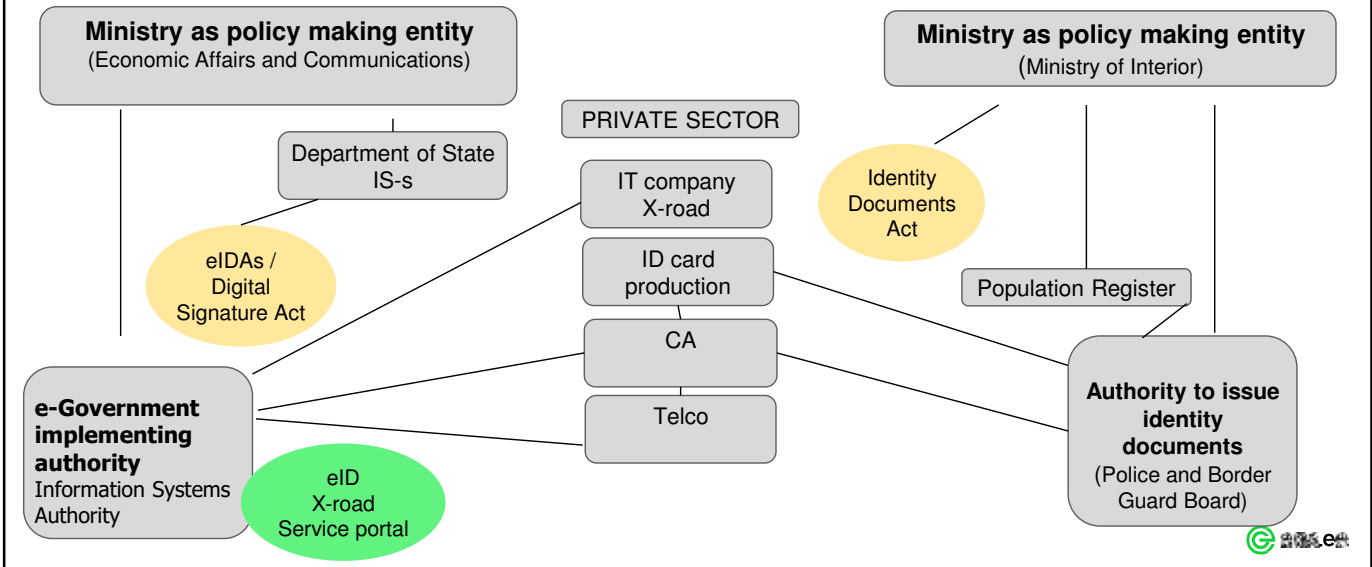 Ministry as policy making entity
(Economic Affairs and Communications)
Ministry as policy making entity
(Ministry of Interior)
PRIVATE SECTOR
Department of State
IS-s
IT company
X-road
Identity
Documents
Act
eIDAs /
Digital
Signature Act
ID card
production
Population Register
CA
e-Government
implementing
authority
Information Systems
Authority
Telco
Authority to issue
identity
documents
(Police and Border
Guard Board)
eID
X-road
Service portal